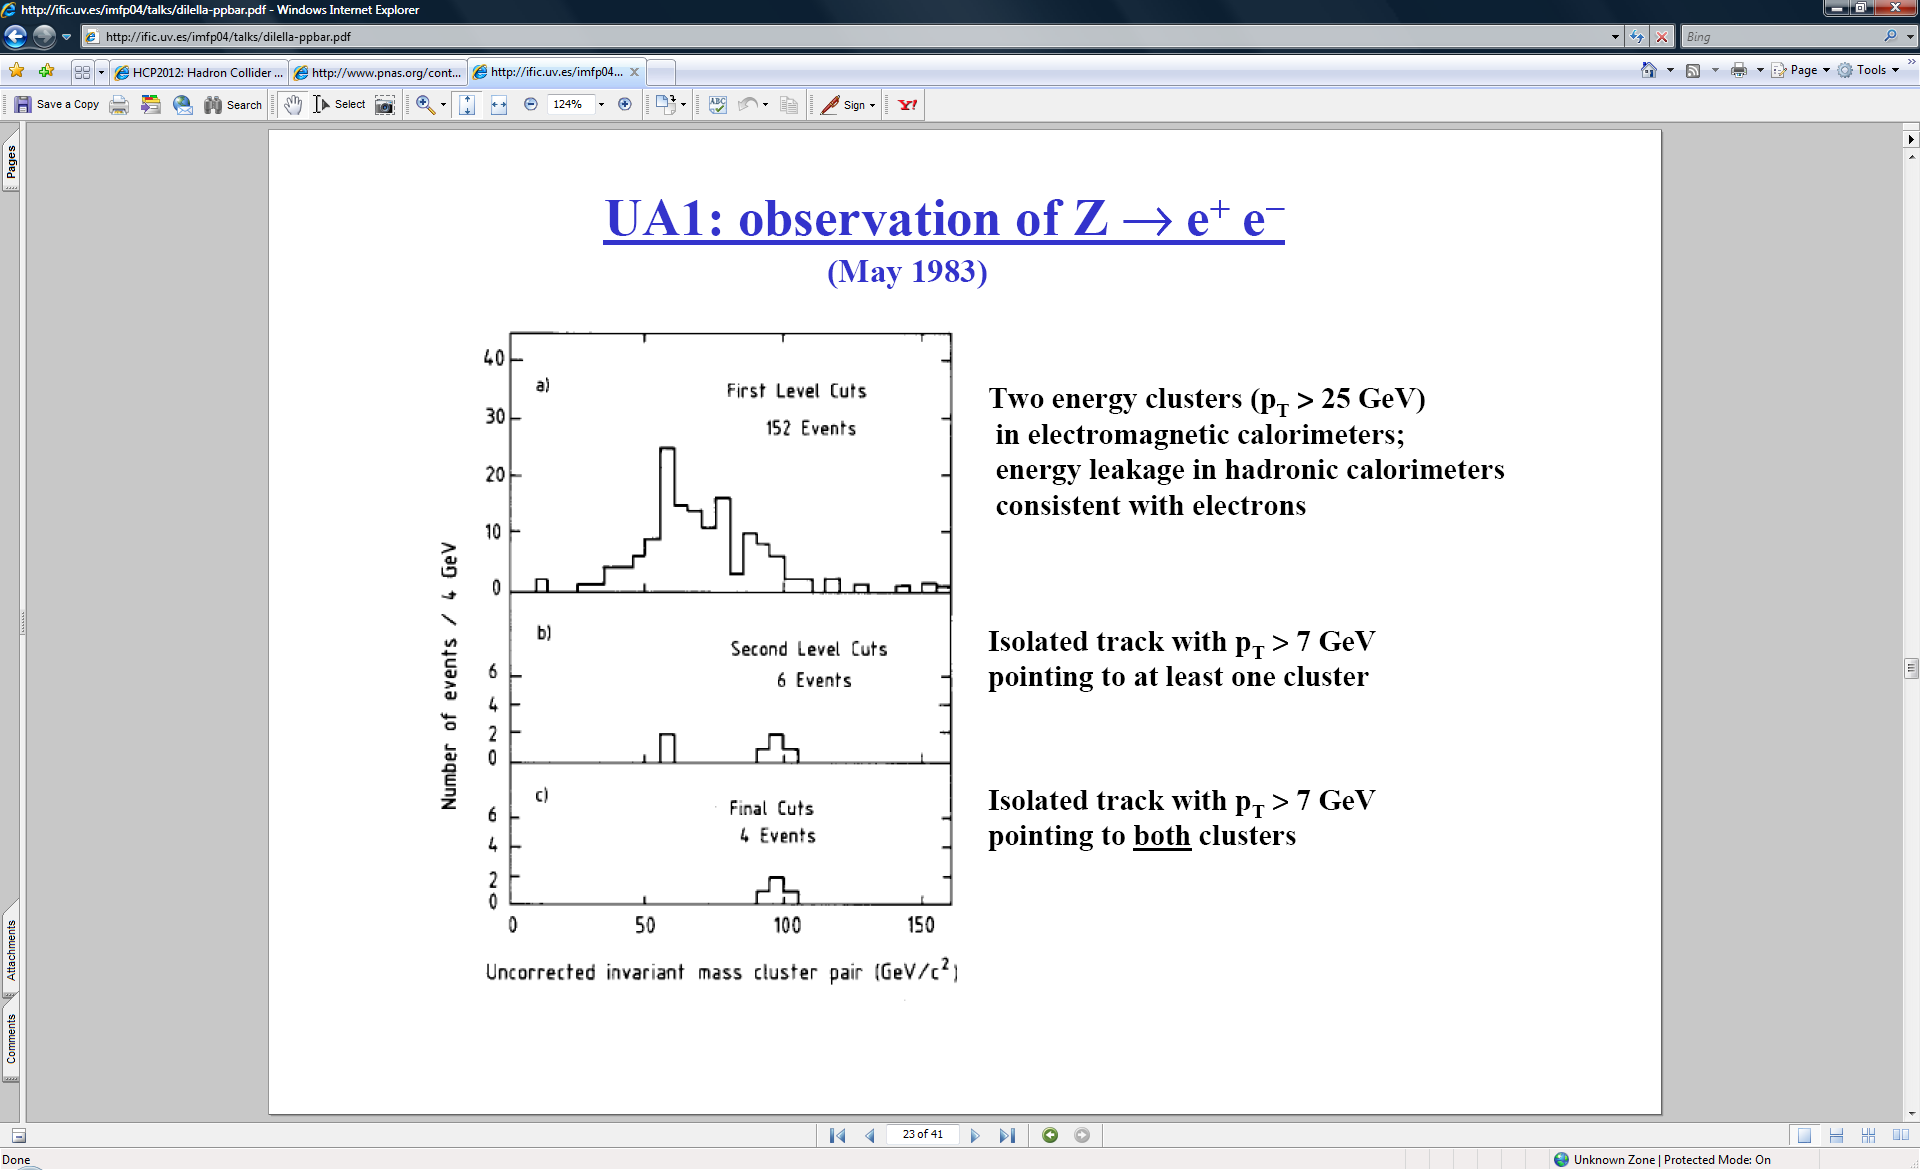 http://ific.uv.es/imfp04/talks/dilella-ppbar.pdf - Windows Internet Explorer
http://ific.uv.es/imfp04/talks/dilella-ppbar.pdf
Bing
HCP2012: Hadron Collider ...
http://www.pnas.org/cont...
http://ific.uv.es/imfp04...
Page
Tools
Save a Copy
Search
Select
124%
ABC
Sign
Y!
Pages
UA1: observation of Z → e⁺ e⁻
(May 1983)
40
a)
First Level Cuts
30
152 Events
20
10
0
Two energy clusters (pT > 25 GeV)
in electromagnetic calorimeters;
energy leakage in hadronic calorimeters
consistent with electrons
Number of events / 4 GeV
b)
Second Level Cuts
6
6 Events
4
2
0
Isolated track with pT > 7 GeV
pointing to at least one cluster
c)
Final Cuts
6
4 Events
4
2
0
Isolated track with pT > 7 GeV
pointing to both clusters
0 50 100 150
Uncorrected invariant mass cluster pair (GeV/c²)
Attachments
Comments
23 of 41
Done
Unknown Zone | Protected Mode: On